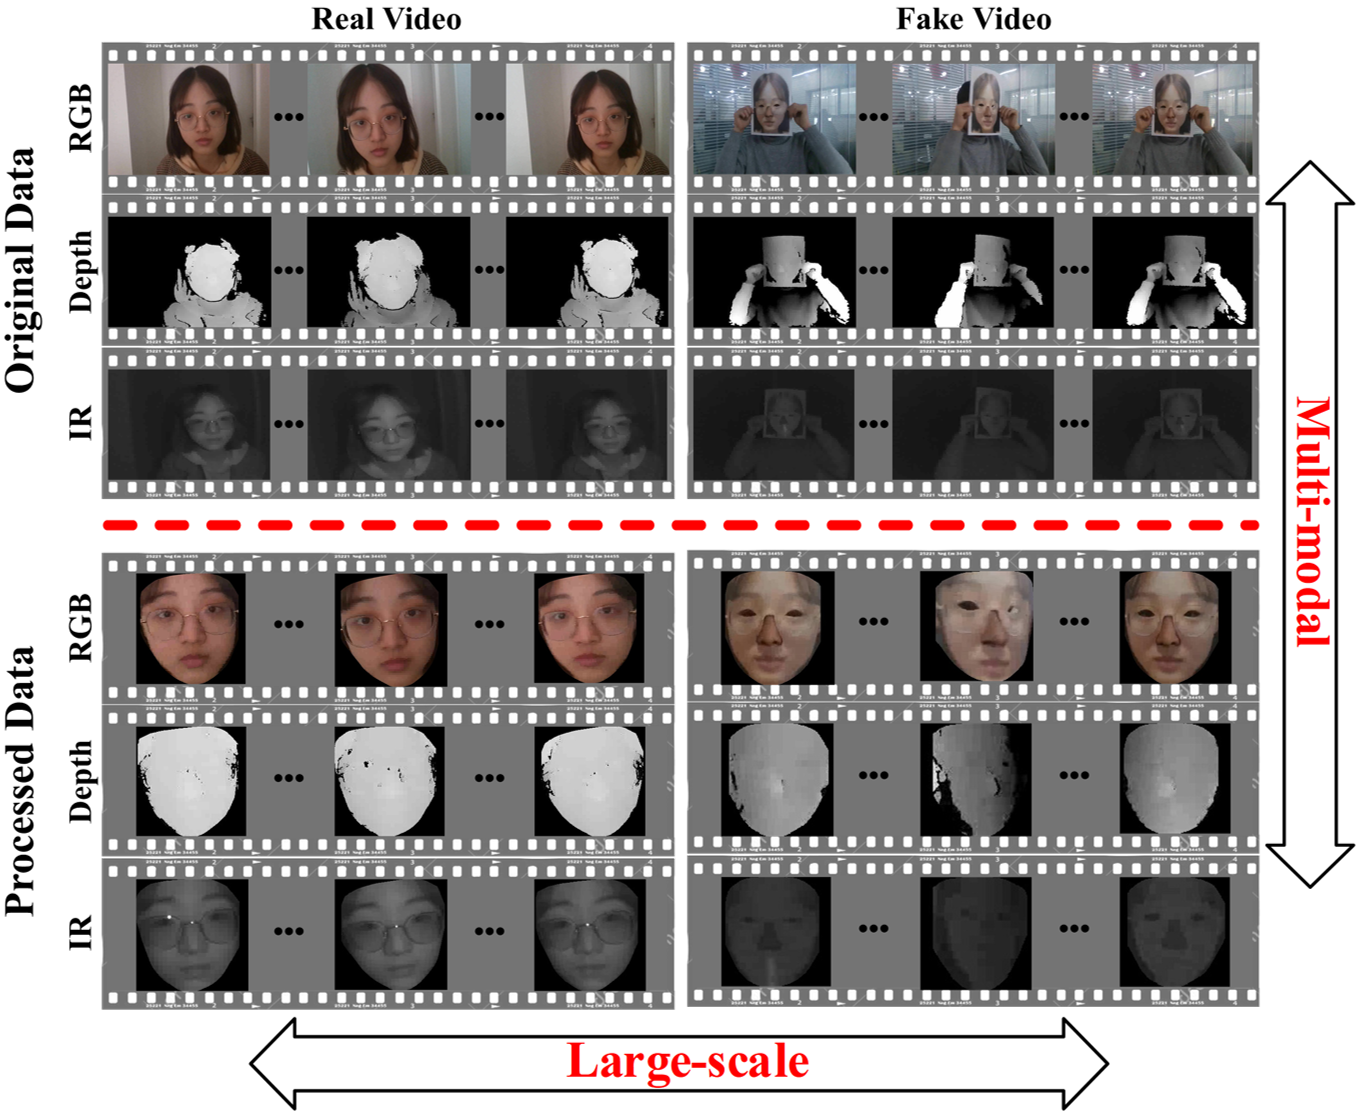 Real Video
Fake Video
Original Data
RGB
Depth
IR
Processed Data
RGB
Depth
IR
Multi-modal
Large-scale